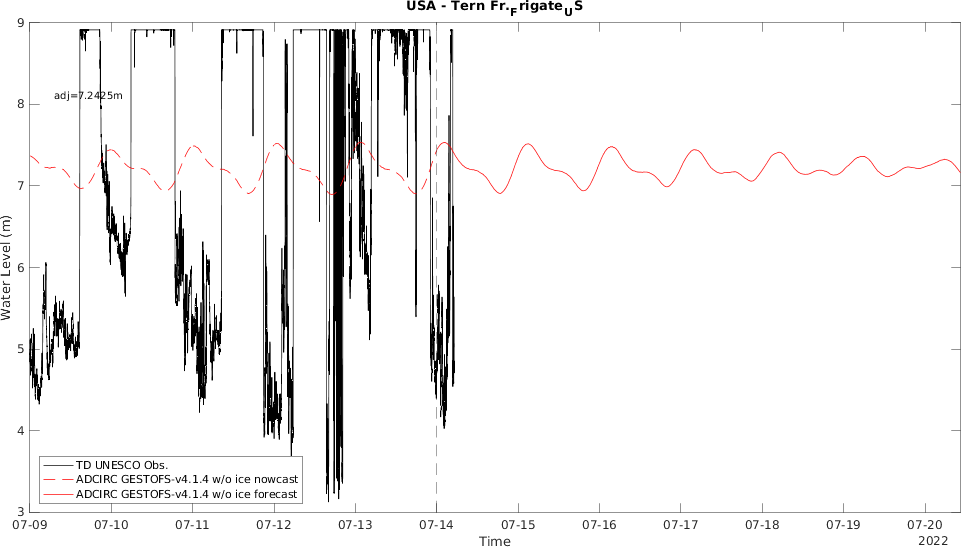 USA - Tern Fr.FrigateUS
9
8
7
6
5
4
3
Water Level (m)
adj=7.2425m
TD UNESCO Obs.
ADCIRC GESTOFS-v4.1.4 w/o ice nowcast
ADCIRC GESTOFS-v4.1.4 w/o ice forecast
07-09 07-10 07-11 07-12 07-13 07-14 07-15 07-16 07-17 07-18 07-19 07-20
Time
2022